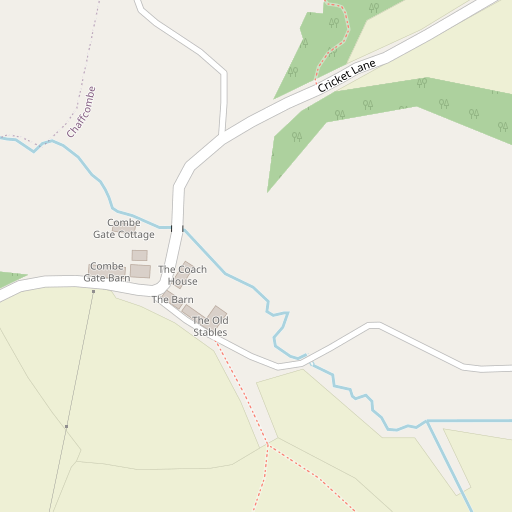 Cricket Lane
Chaffcombe
Combe
Gate Cottage
Combe
Gate Barn
The Coach
House
The Barn
The Old
Stables